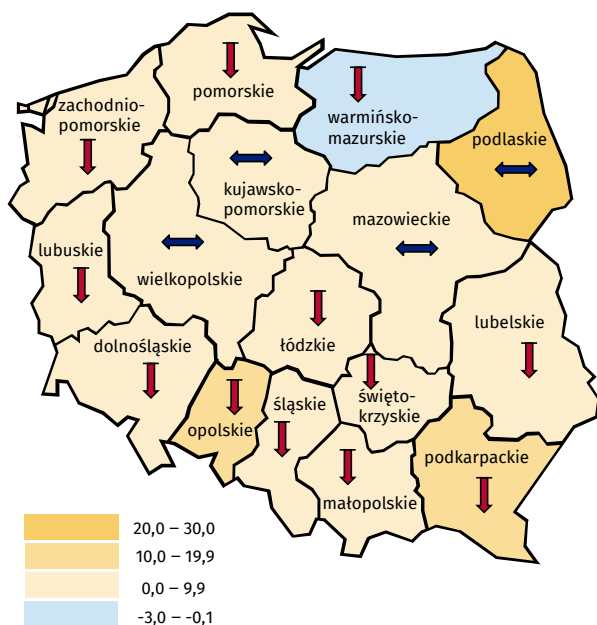 pomorskie
zachodnio-
pomorskie
warmińsko-
mazurskie
podlaskie
kujawsko-
pomorskie
mazowieckie
lubuskie
wielkopolskie
lubelskie
łódzkie
dolnośląskie
święto-
krzyskie
śląskie
opolskie
podkarpackie
małopolskie
20,0 – 30,0
10,0 – 19,9
0,0 – 9,9
-3,0 – -0,1